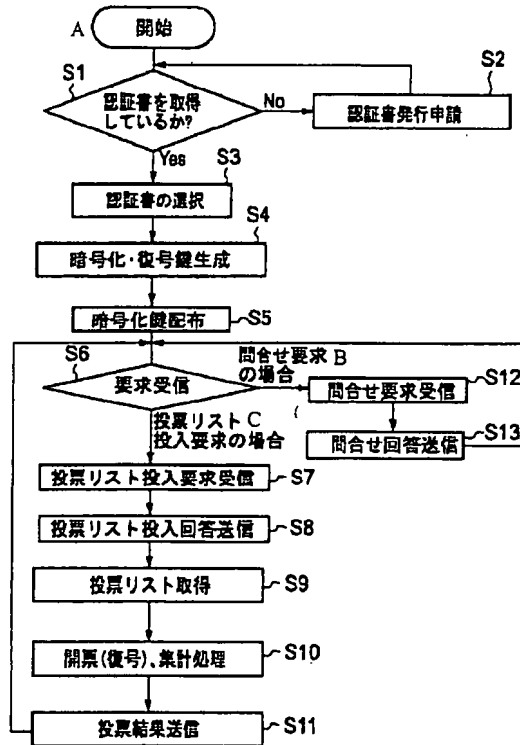 A 開始
S1
S2
認証書を取得
しているか?
No
認証書発行申請
Yes
S3
認証書の選択
S4
暗号化・復号鍵生成
暗号化鍵配布
S5
S6
要求受信
問合せ要求 B
の場合
問合せ要求受信
S12
投票リスト C
投入要求の場合
問合せ回答送信
S13
投票リスト投入要求受信
S7
投票リスト投入回答送信
S8
投票リスト取得
S9
開票(復号)、集計処理
S10
投票結果送信
S11